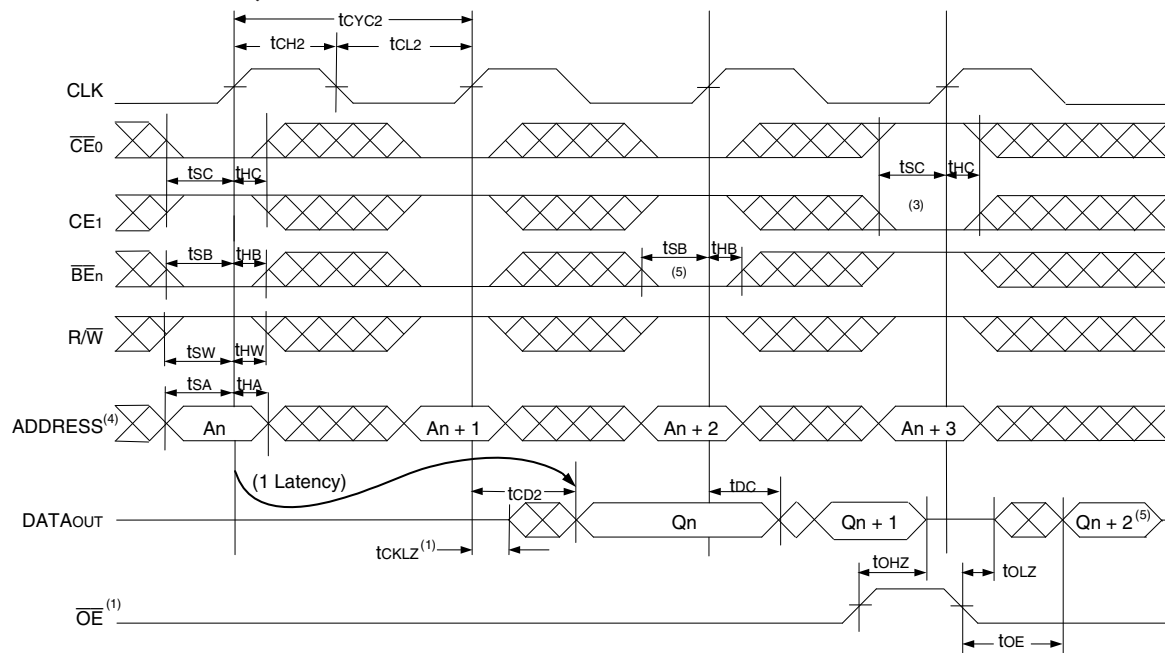 tCYC2
tCH2 tCL2
CLK
CE0
tSC tHC tSC tHC
(3)
CE1
tSB tHB tSB tHB
(5)
BEn
R/W
tSW tHW
tSA tHA
ADDRESS(4) An An + 1 An + 2 An + 3
(1 Latency) tCD2 tDC
DATAOUT Qn Qn + 1 Qn + 2(5)
tCKLZ(1)
tOHZ tOLZ
OE(1)
tOE